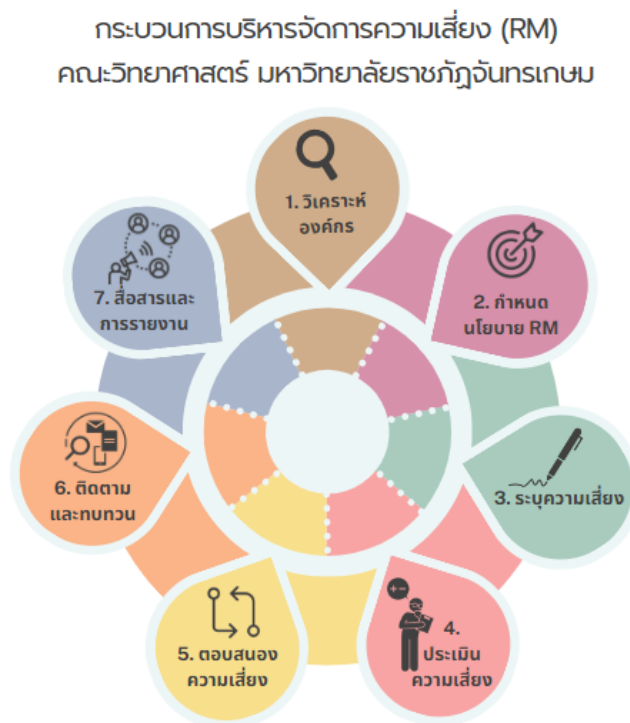 กระบวนการบริหารจัดการความเสี่ยง (RM)
คณะวิทยาศาสตร์ มหาวิทยาลัยราชภัฏจันทรเกษม
1. วิเคราะห์
องค์กร
2. กำหนด
นโยบาย RM
3. ระบุความเสี่ยง
4.
ประเมิน
ความเสี่ยง
5. ตอบสนอง
ความเสี่ยง
6. ติดตาม
และทบทวน
7. สื่อสารและ
การรายงาน